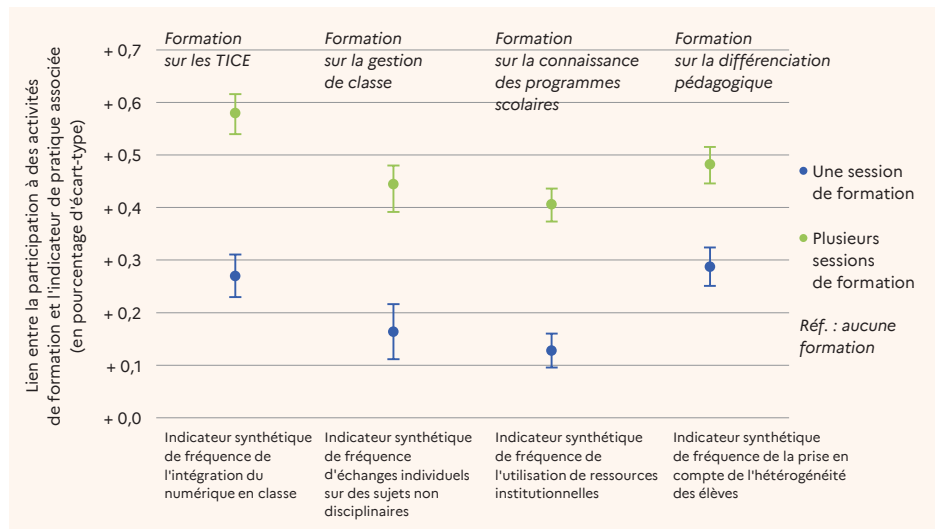 Lien entre la participation à des activités
de formation et l'indicateur de pratique associée
(en pourcentage d'écart-type)
+ 0,7
+ 0,6
+ 0,5
+ 0,4
+ 0,3
+ 0,2
+ 0,1
+ 0,0
Formation
sur les TICE
Formation
sur la gestion
de classe
Formation
sur la connaissance
des programmes
scolaires
Formation
sur la différenciation
pédagogique
Une session
de formation
Plusieurs
sessions
de formation
Réf. : aucune
formation
Indicateur synthétique
de fréquence de
l'intégration du
numérique en classe
Indicateur synthétique
de fréquence
d'échanges individuels
sur des sujets non
disciplinaires
Indicateur synthétique
de fréquence de
l'utilisation de ressources
institutionnelles
Indicateur synthétique
de fréquence de la prise en
compte de l'hétérogénéité
des élèves